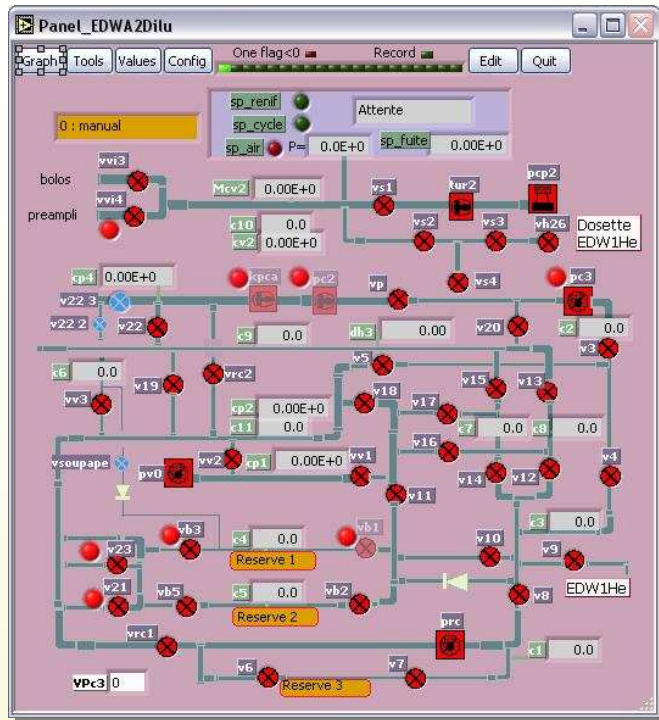 Panel_EDWA2Dilu
One flag<0 Record
Graph Tools Values Config Edit Quit
sp_renif
Attente
0 : manual
sp_cycle
sp_air P= 0.0E+0 sp_fuite 0.00E+0
vvi3
bolos
pcp2
tur2
Mcv2 0.00E+0
vs1
vvi4
preampli
c10 0.0
vs2 vs3 vh26 Dosette
cv2 0.00E+0
EDW1He
cp4 0.00E+0 cpca pc2 vp vs4 pc3
v22 3
v22 2 v22 c9 0.0 dh3 0.00 v20 c2 0.0
v3
c6 0.0 v19 vrc2 v5 v15 v13
vv3
v18
cp2 0.00E+0 v17
c11 0.0
c7 0.0 c8 0.0
v16
vsoupape pv0 vv2 cp1 0.00E+0 vv1 v14 v12 v4
v11
c3 0.0
vb3 c4 0.0 vb1
v23
v10 v9
Reserve 1
v21 vb5 c5 0.0 vb2 v8 EDW1He
Reserve 2
vrc1 prc
c1 0.0
v6 v7
VPc3 0 Reserve 3